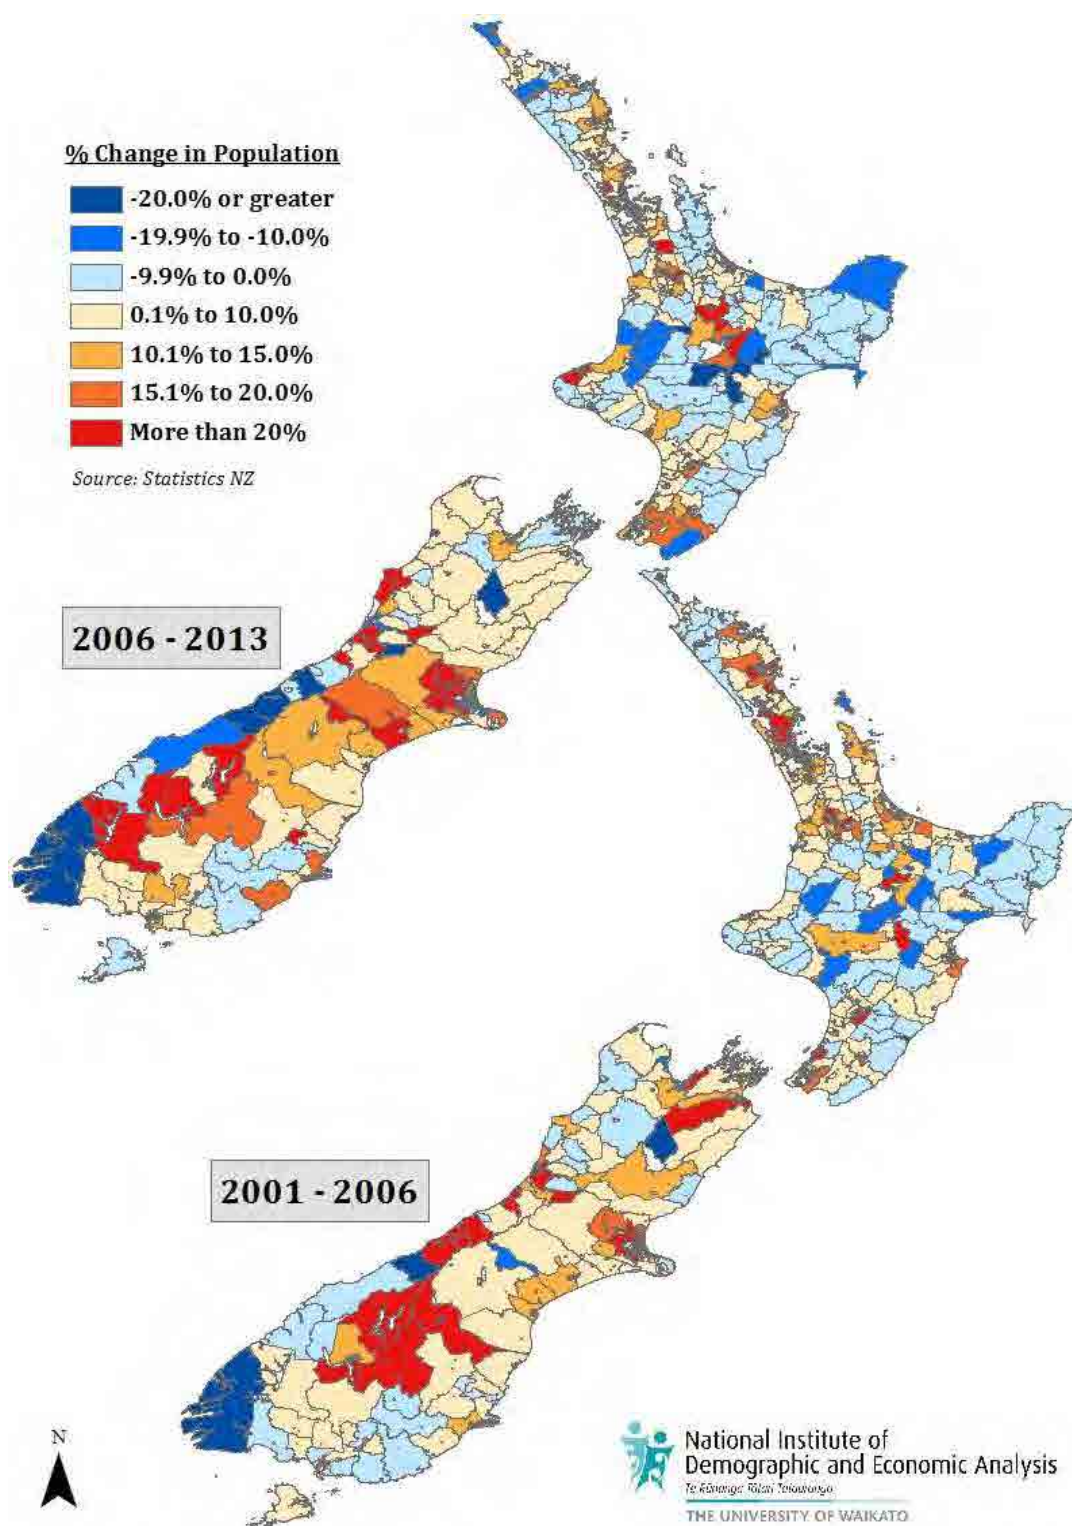 % Change in Population
-20.0% or greater
-19.9% to -10.0%
-9.9% to 0.0%
0.1% to 10.0%
10.1% to 15.0%
15.1% to 20.0%
More than 20%
Source: Statistics NZ
2006 - 2013
2001 - 2006
N
National Institute of
Demographic and Economic Analysis
THE UNIVERSITY OF WAIKATO